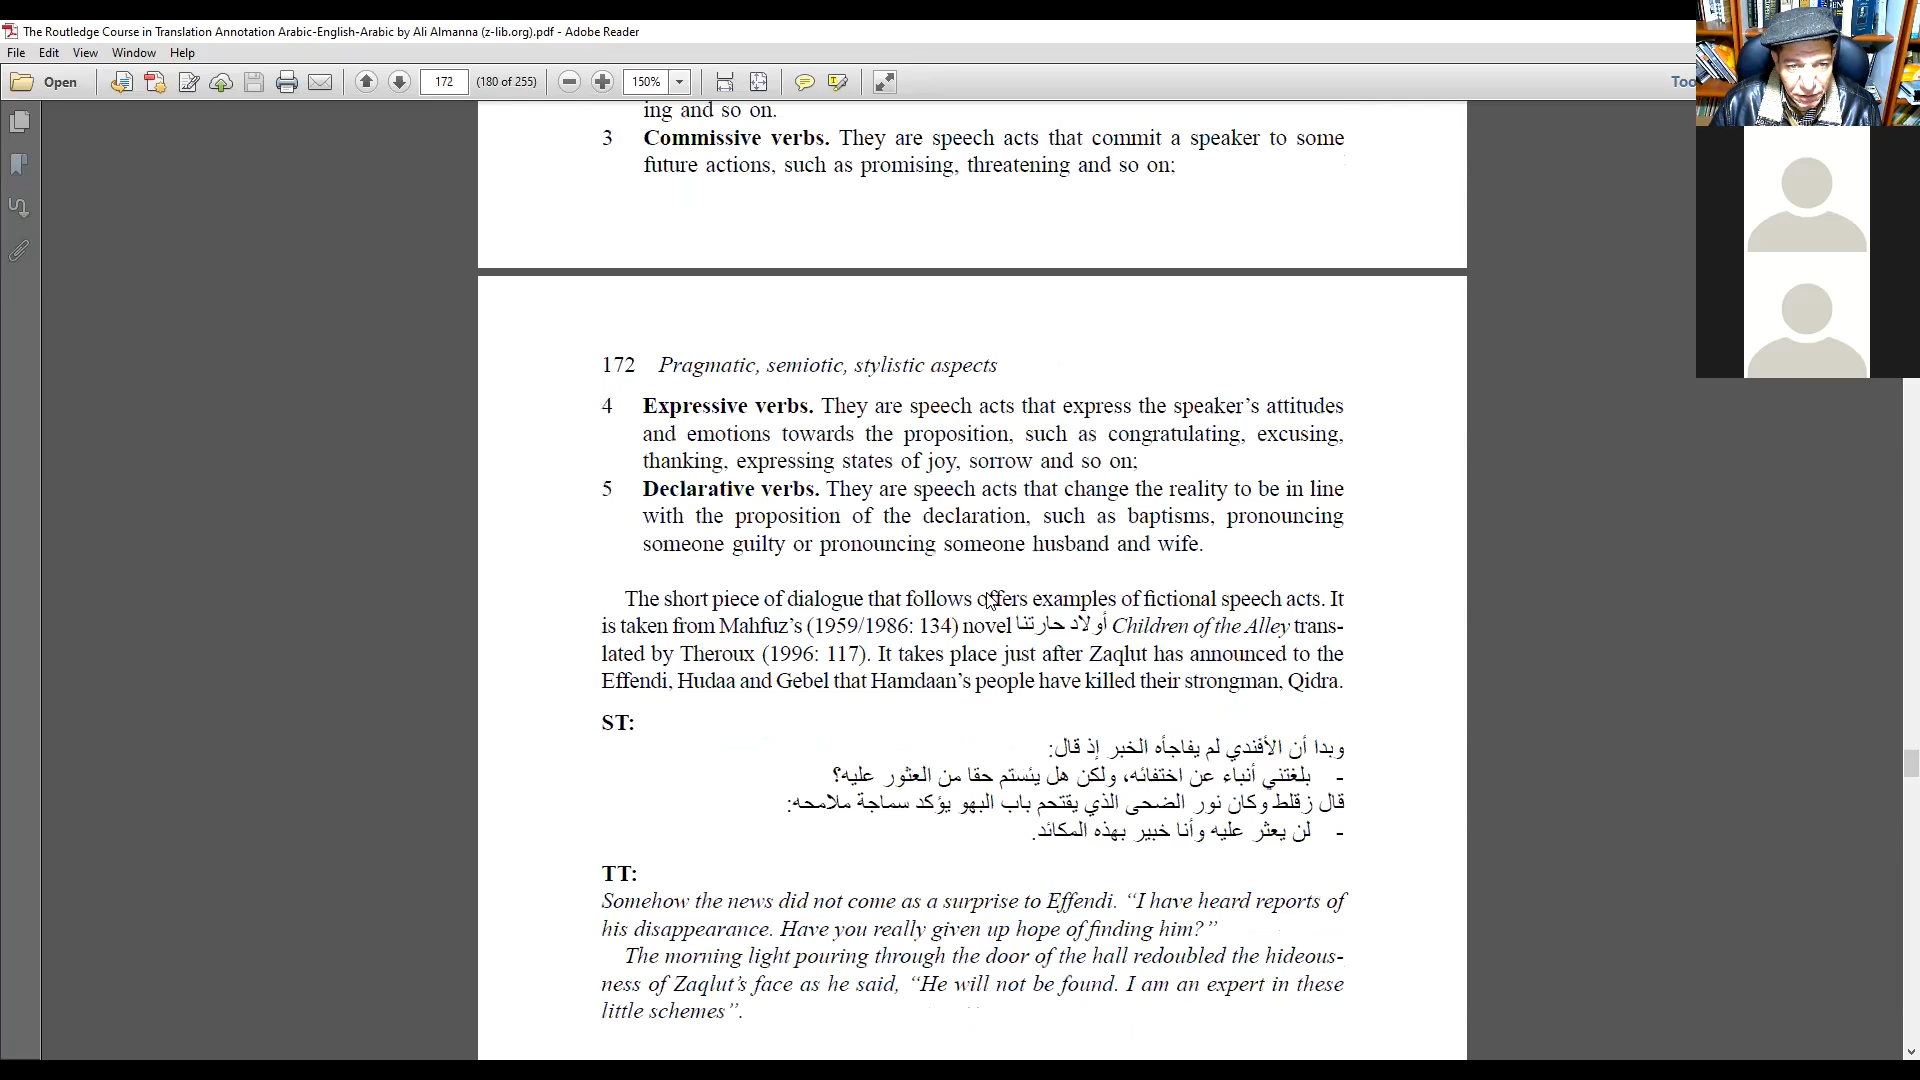 The Routledge Course in Translation Annotation Arabic-English-Arabic by Ali Almanna (z-lib.org).pdf - Adobe Reader
File Edit View Window Help
Open 172 (180 of 255) 150% Too
ing and so on.
3 Commissive verbs. They are speech acts that commit a speaker to some
future actions, such as promising, threatening and so on;
172 Pragmatic, semiotic, stylistic aspects
4 Expressive verbs. They are speech acts that express the speaker’s attitudes
and emotions towards the proposition, such as congratulating, excusing,
thanking, expressing states of joy, sorrow and so on;
5 Declarative verbs. They are speech acts that change the reality to be in line
with the proposition of the declaration, such as baptisms, pronouncing
someone guilty or pronouncing someone husband and wife.
The short piece of dialogue that follows offers examples of fictional speech acts. It
is taken from Mahfuz’s (1959/1986: 134) novel أولاد حارتنا Children of the Alley trans-
lated by Theroux (1996: 117). It takes place just after Zaqlut has announced to the
Effendi, Hudaa and Gebel that Hamdaan’s people have killed their strongman, Qidra.
ST:
وبدا أن الأفندي لم يفاجأه الخبر إذ قال:
- بلغتني أنباء عن اختفائه، ولكن هل يئستم حقا من العثور عليه؟
قال زقلط وكان نور الضحى الذي يقتحم باب البهو يؤكد سماجة ملامحه:
- لن يعثر عليه وأنا خبير بهذه المكائد.
TT:
Somehow the news did not come as a surprise to Effendi. “I have heard reports of
his disappearance. Have you really given up hope of finding him?”
The morning light pouring through the door of the hall redoubled the hideous-
ness of Zaqlut’s face as he said, “He will not be found. I am an expert in these
little schemes”.